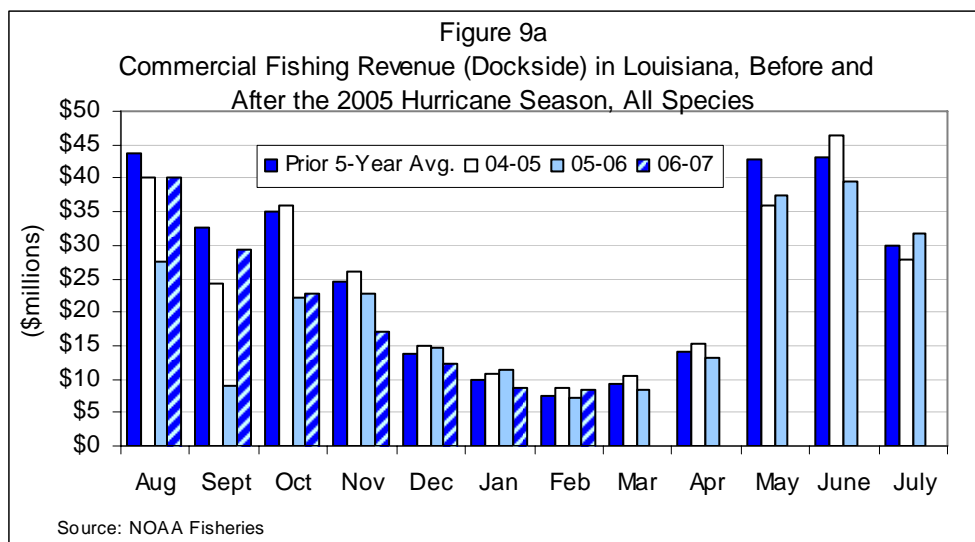 Figure 9a
Commercial Fishing Revenue (Dockside) in Louisiana, Before and
After the 2005 Hurricane Season, All Species
$50
$45
$40
$35
$30
$25
$20
$15
$10
$5
$0
($millions)
Prior 5-Year Avg. 04-05 05-06 06-07
Aug Sept Oct Nov Dec Jan Feb Mar Apr May June July
Source: NOAA Fisheries